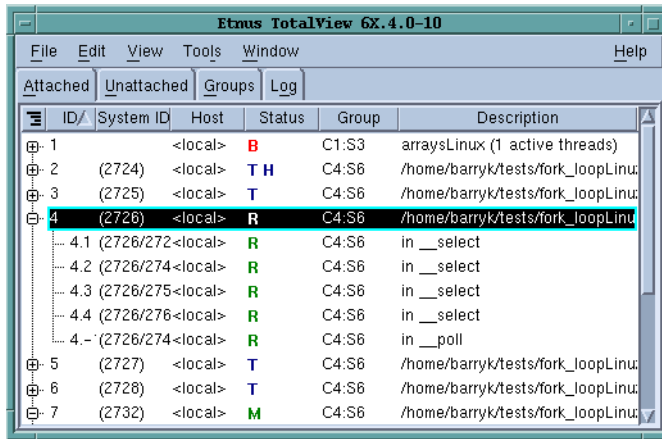 Etnus TotalView 6X.4.0-10
File Edit View Tools Window Help
Attached Unattached Groups Log
ID/ System ID Host Status Group Description
1 <local> B C1:S3 arraysLinux (1 active threads)
2 (2724) <local> T H C4:S6 /home/barryk/tests/fork_loopLinu
3 (2725) <local> T C4:S6 /home/barryk/tests/fork_loopLinu
4 (2726) <local> R C4:S6 /home/barryk/tests/fork_loopLinu
4.1 (2726/272 <local> R C4:S6 in __select
4.2 (2726/274 <local> R C4:S6 in __select
4.3 (2726/275 <local> R C4:S6 in __select
4.4 (2726/276 <local> R C4:S6 in __select
4.- (2726/274 <local> R C4:S6 in __poll
5 (2727) <local> T C4:S6 /home/barryk/tests/fork_loopLinu
6 (2728) <local> T C4:S6 /home/barryk/tests/fork_loopLinu
7 (2732) <local> M C4:S6 /home/barryk/tests/fork_loopLinu